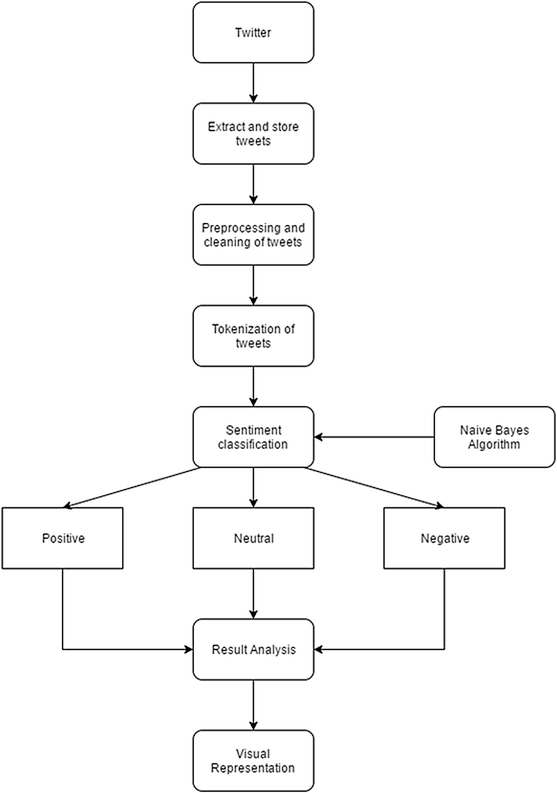 Twitter
Extract and store
tweets
Preprocessing and
cleaning of tweets
Tokenization of
tweets
Sentiment
classification
Naive Bayes
Algorithm
Positive
Neutral
Negative
Result Analysis
Visual
Representation